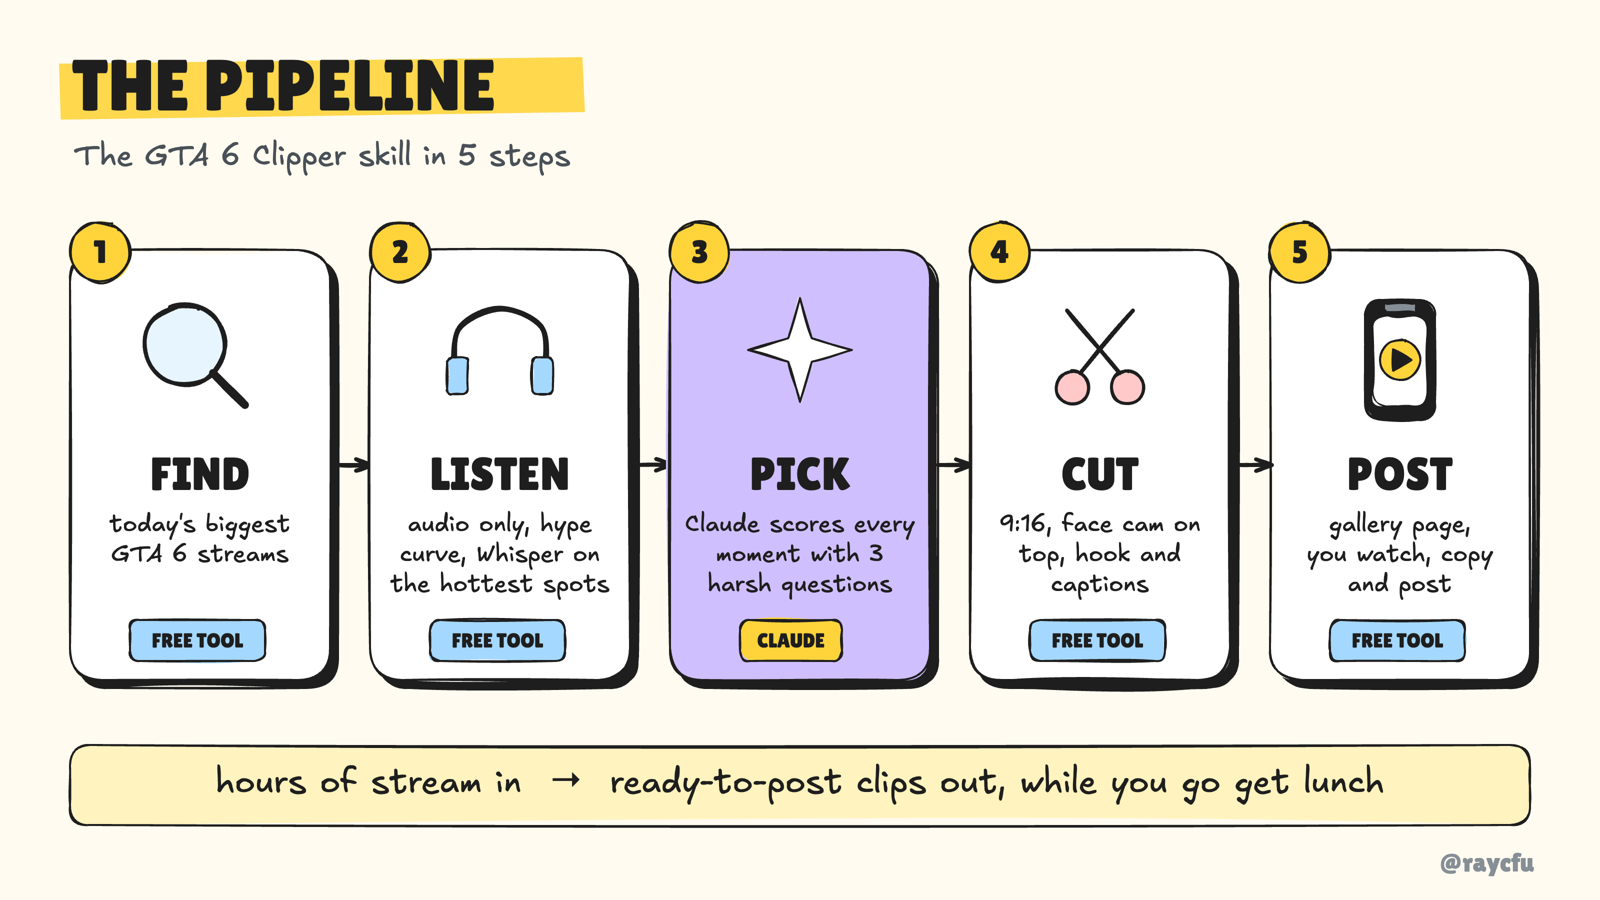 THE PIPELINE
The GTA 6 Clipper skill in 5 steps
1
FIND
today's biggest
GTA 6 streams
FREE TOOL
2
LISTEN
audio only, hype
curve, Whisper on
the hottest spots
FREE TOOL
3
PICK
Claude scores every
moment with 3
harsh questions
CLAUDE
4
CUT
9:16, face cam on
top, hook and
captions
FREE TOOL
5
POST
gallery page,
you watch, copy
and post
FREE TOOL
hours of stream in → ready-to-post clips out, while you go get lunch
@raycfu